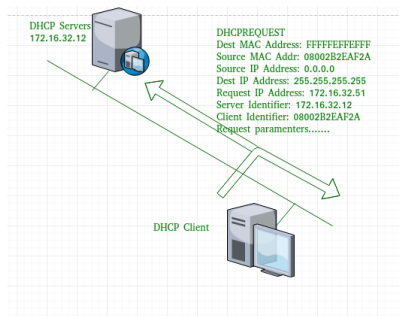 DHCP Servers
172.16.32.12
DHCPREQUEST
Dest MAC Address: FFFFFEFFEFFF
Source MAC Addr: 08002B2EAF2A
Source IP Address: 0.0.0.0
Dest IP Address: 255.255.255.255
Request IP Address: 172.16.32.51
Server Identifier: 172.16.32.12
Client Identifier: 08002B2EAF2A
Request paramenters.......
DHCP Client